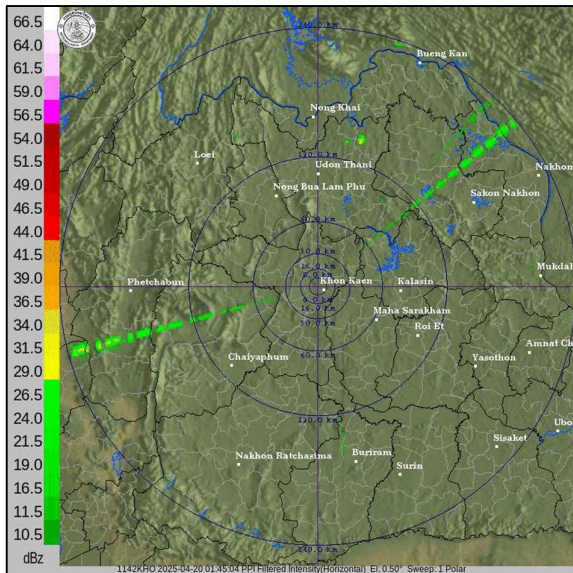 66.5
64.0
61.5
59.0
56.5
54.0
51.5
49.0
46.5
44.0
41.5
39.0
36.5
34.0
31.5
29.0
26.5
24.0
21.5
19.0
16.5
13.5
11.5
10.5
dBz
Bueng Kan
Nong Khai
Loei
Udon Thani
Nong Bua Lam Phu
Nakhon
Sakon Nakhon
Mukdah
Khon Kaen
Phetchabun
Kalasin
Maha Sarakham
Roi Et
Amnat Ch
Chaiyaphum
Yasothon
60.0 km
120.0 km
Ubo
Sisaket
Nakhon Ratchasima
Buriram
Surin
1142KHO 2025-04-20 01:45:04 PPI Filtered Intensity(Horizontal) El: 0.50° Sweep: 1 Polar